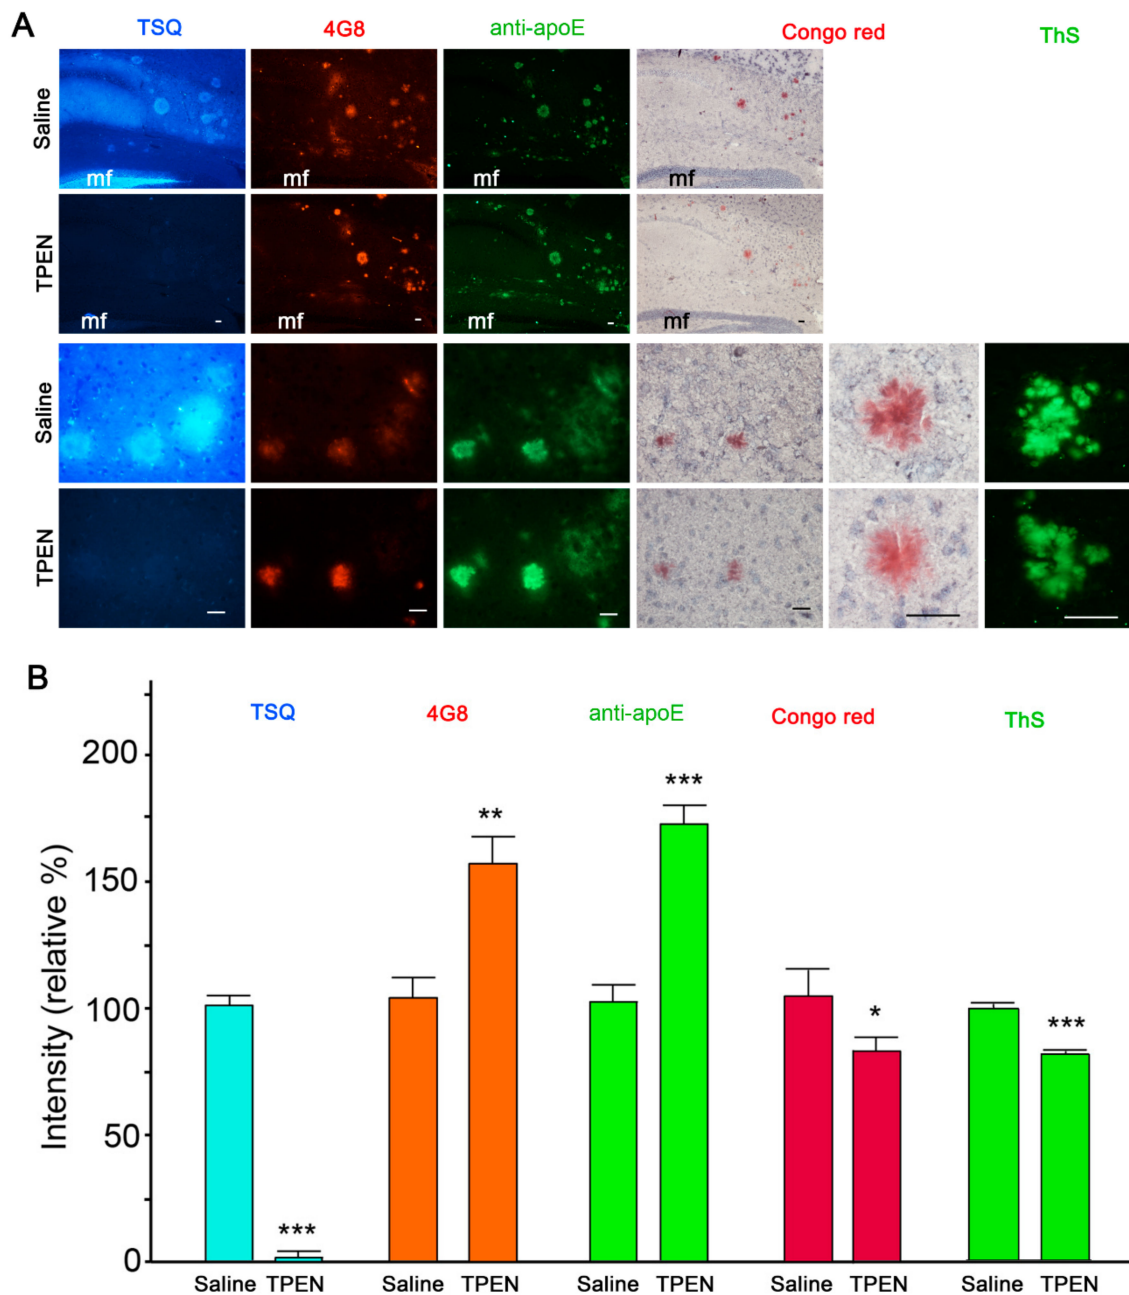 A
TSQ 4G8 anti-apoE Congo red ThS
Saline
mf mf mf mf
TPEN
mf mf mf mf
Saline
TPEN
B
TSQ 4G8 anti-apoE Congo red ThS
Intensity (relative %)
200
150
100
50
0
** *** * *** ***
Saline TPEN Saline TPEN Saline TPEN Saline TPEN Saline TPEN